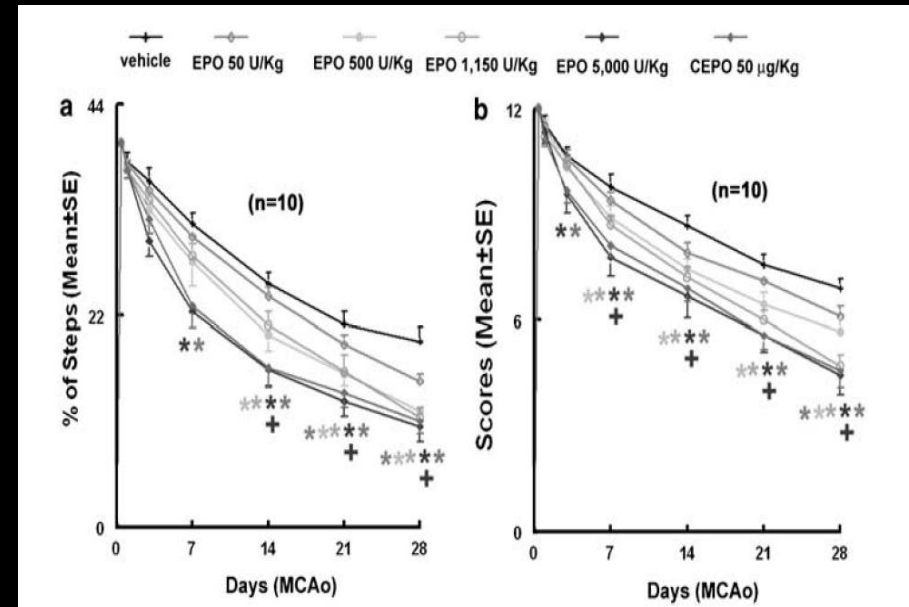 vehicle EPO 50 U/Kg EPO 500 U/Kg EPO 1,150 U/Kg EPO 5,000 U/Kg CEPO 50 µg/Kg
a
44
22
0
% of Steps (Mean±SE)
(n=10)
**
****
+
*****
+
*****
+
0 7 14 21 28
Days (MCAo)
b
12
6
0
Scores (Mean±SE)
(n=10)
**
****
+
****
+
****
+
*****
+
0 7 14 21 28
Days (MCAo)